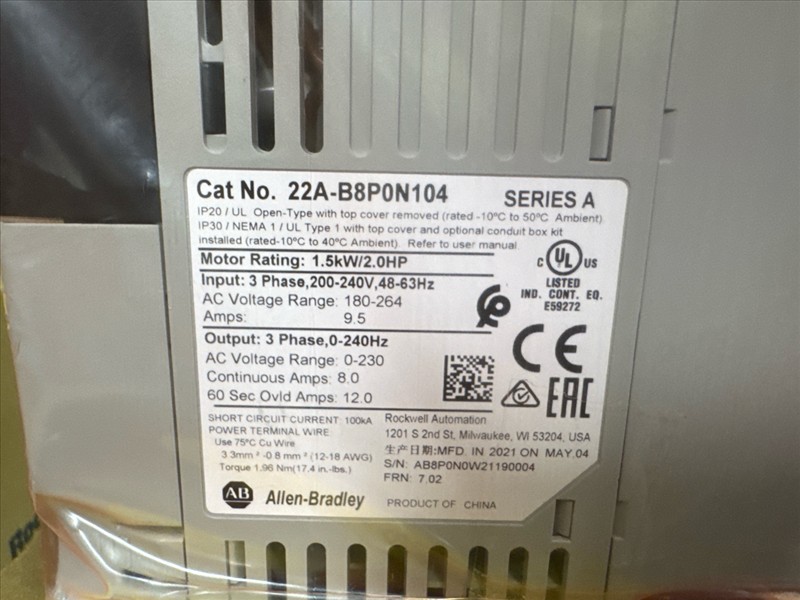 Cat No. 22A-B8P0N104 SERIES A
IP20 / UL Open-Type with top cover removed (rated -10°C to 50°C Ambient).
IP30 / NEMA 1 / UL Type 1 with top cover and optional conduit box kit
installed (rated-10°C to 40°C Ambient). Refer to user manual.
Motor Rating: 1.5kW/2.0HP
Input: 3 Phase,200-240V,48-63Hz
AC Voltage Range: 180-264
Amps: 9.5
Output: 3 Phase,0-240Hz
AC Voltage Range: 0-230
Continuous Amps: 8.0
60 Sec Ovld Amps: 12.0
C UL US
LISTED
IND. CONT. EQ.
E59272
CE
EAC
SHORT CIRCUIT CURRENT: 100kA
POWER TERMINAL WIRE:
Use 75°C Cu Wire
3.3mm² -0.8 mm² (12-18 AWG)
Torque 1.96 Nm(17.4 in.-lbs.)
Rockwell Automation
1201 S 2nd St, Milwaukee, WI 53204, USA
生产日期:MFD. IN 2021 ON MAY.04
S/N: AB8P0N0W21190004
FRN: 7.02
AB Allen-Bradley
PRODUCT OF CHINA